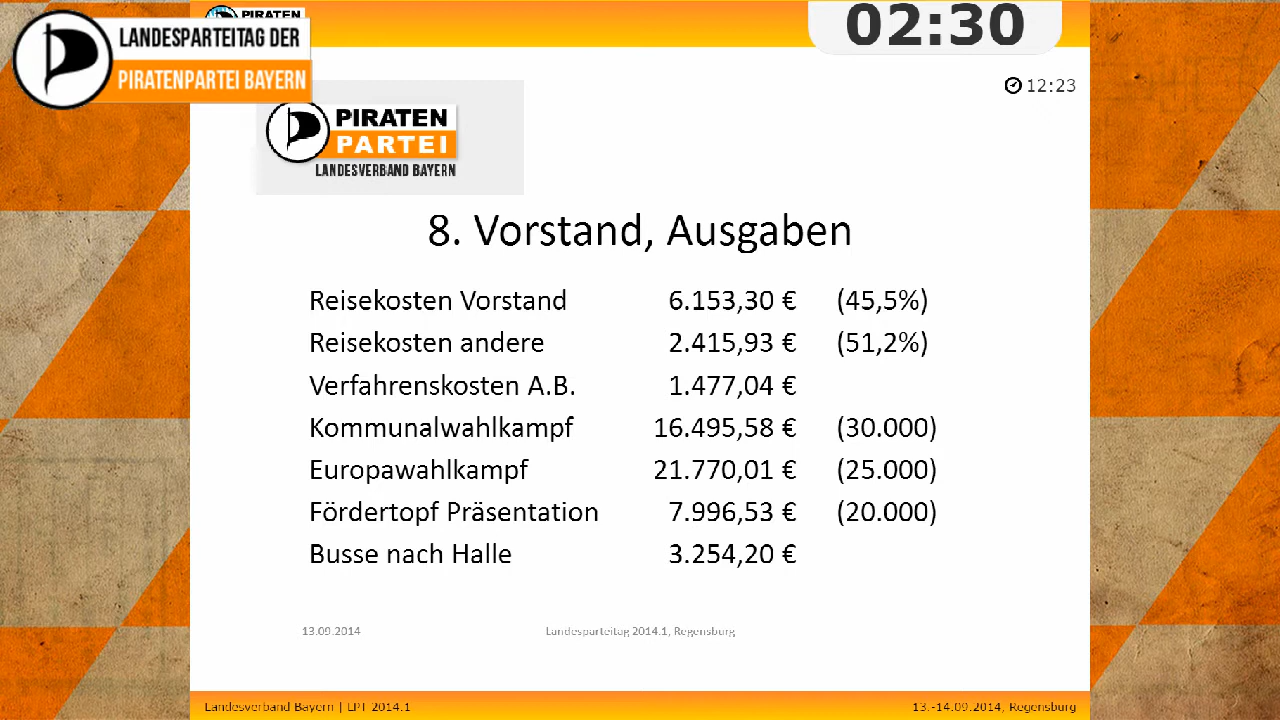 PIRATEN
LANDESPARTEITAG DER
PIRATENPARTEI BAYERN
02:30
12:23
PIRATEN
PARTEI
LANDESVERBAND BAYERN
8. Vorstand, Ausgaben
Reisekosten Vorstand 6.153,30 € (45,5%)
Reisekosten andere 2.415,93 € (51,2%)
Verfahrenskosten A.B. 1.477,04 €
Kommunalwahlkampf 16.495,58 € (30.000)
Europawahlkampf 21.770,01 € (25.000)
Fördertopf Präsentation 7.996,53 € (20.000)
Busse nach Halle 3.254,20 €
13.09.2014 Landesparteitag 2014.1, Regensburg
Landesverband Bayern | LPT 2014.1 13.-14.09.2014, Regensburg